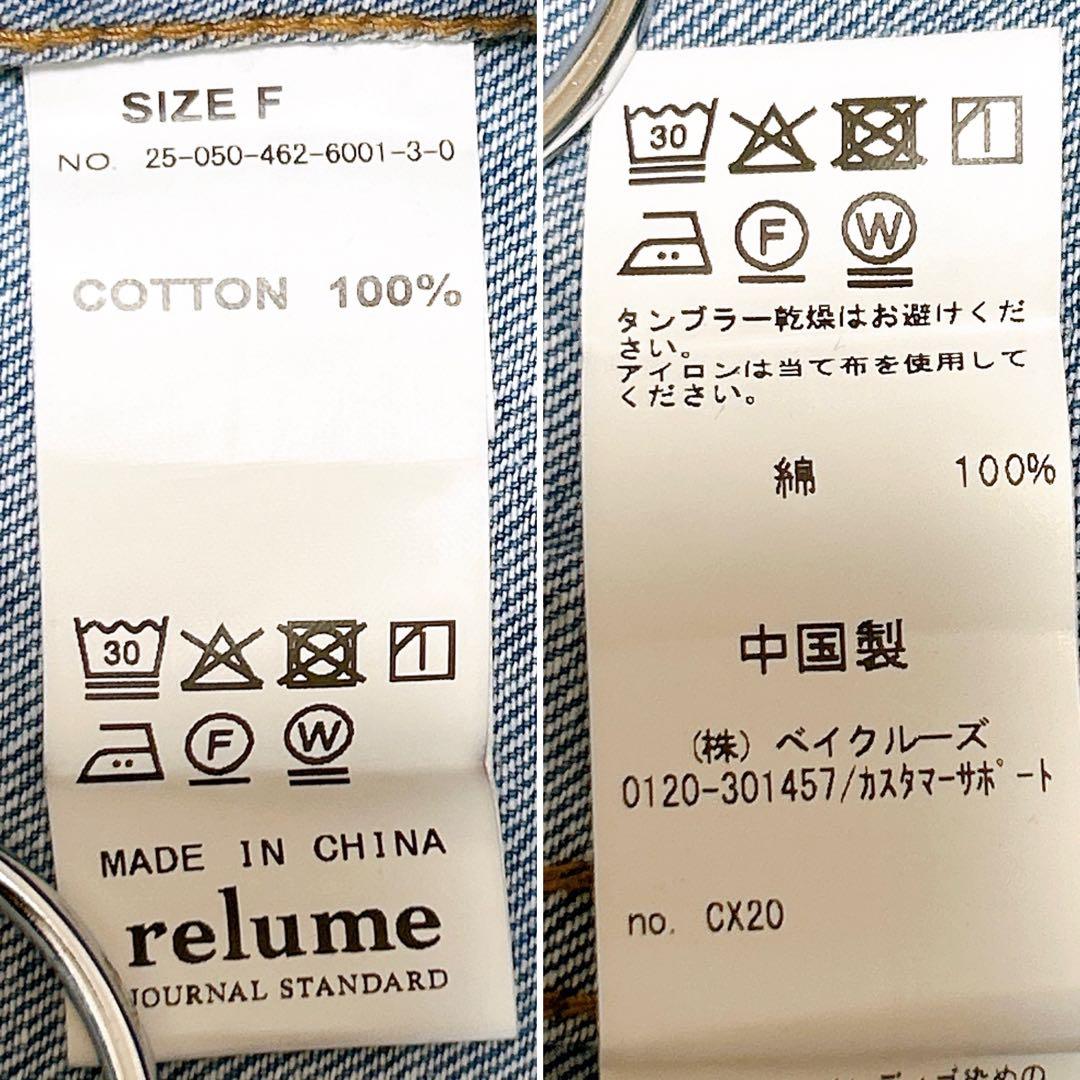 SIZE F
NO. 25-050-462-6001-3-0
COTTON 100%
30
F
W
MADE IN CHINA
relume
JOURNAL STANDARD
30
F
W
タンブラー乾燥はお避けくだ
さい。
アイロンは当て布を使用して
ください。
綿 100%
中国製
(株) ベイクルーズ
0120-301457/カスタマーサポート
no. CX20